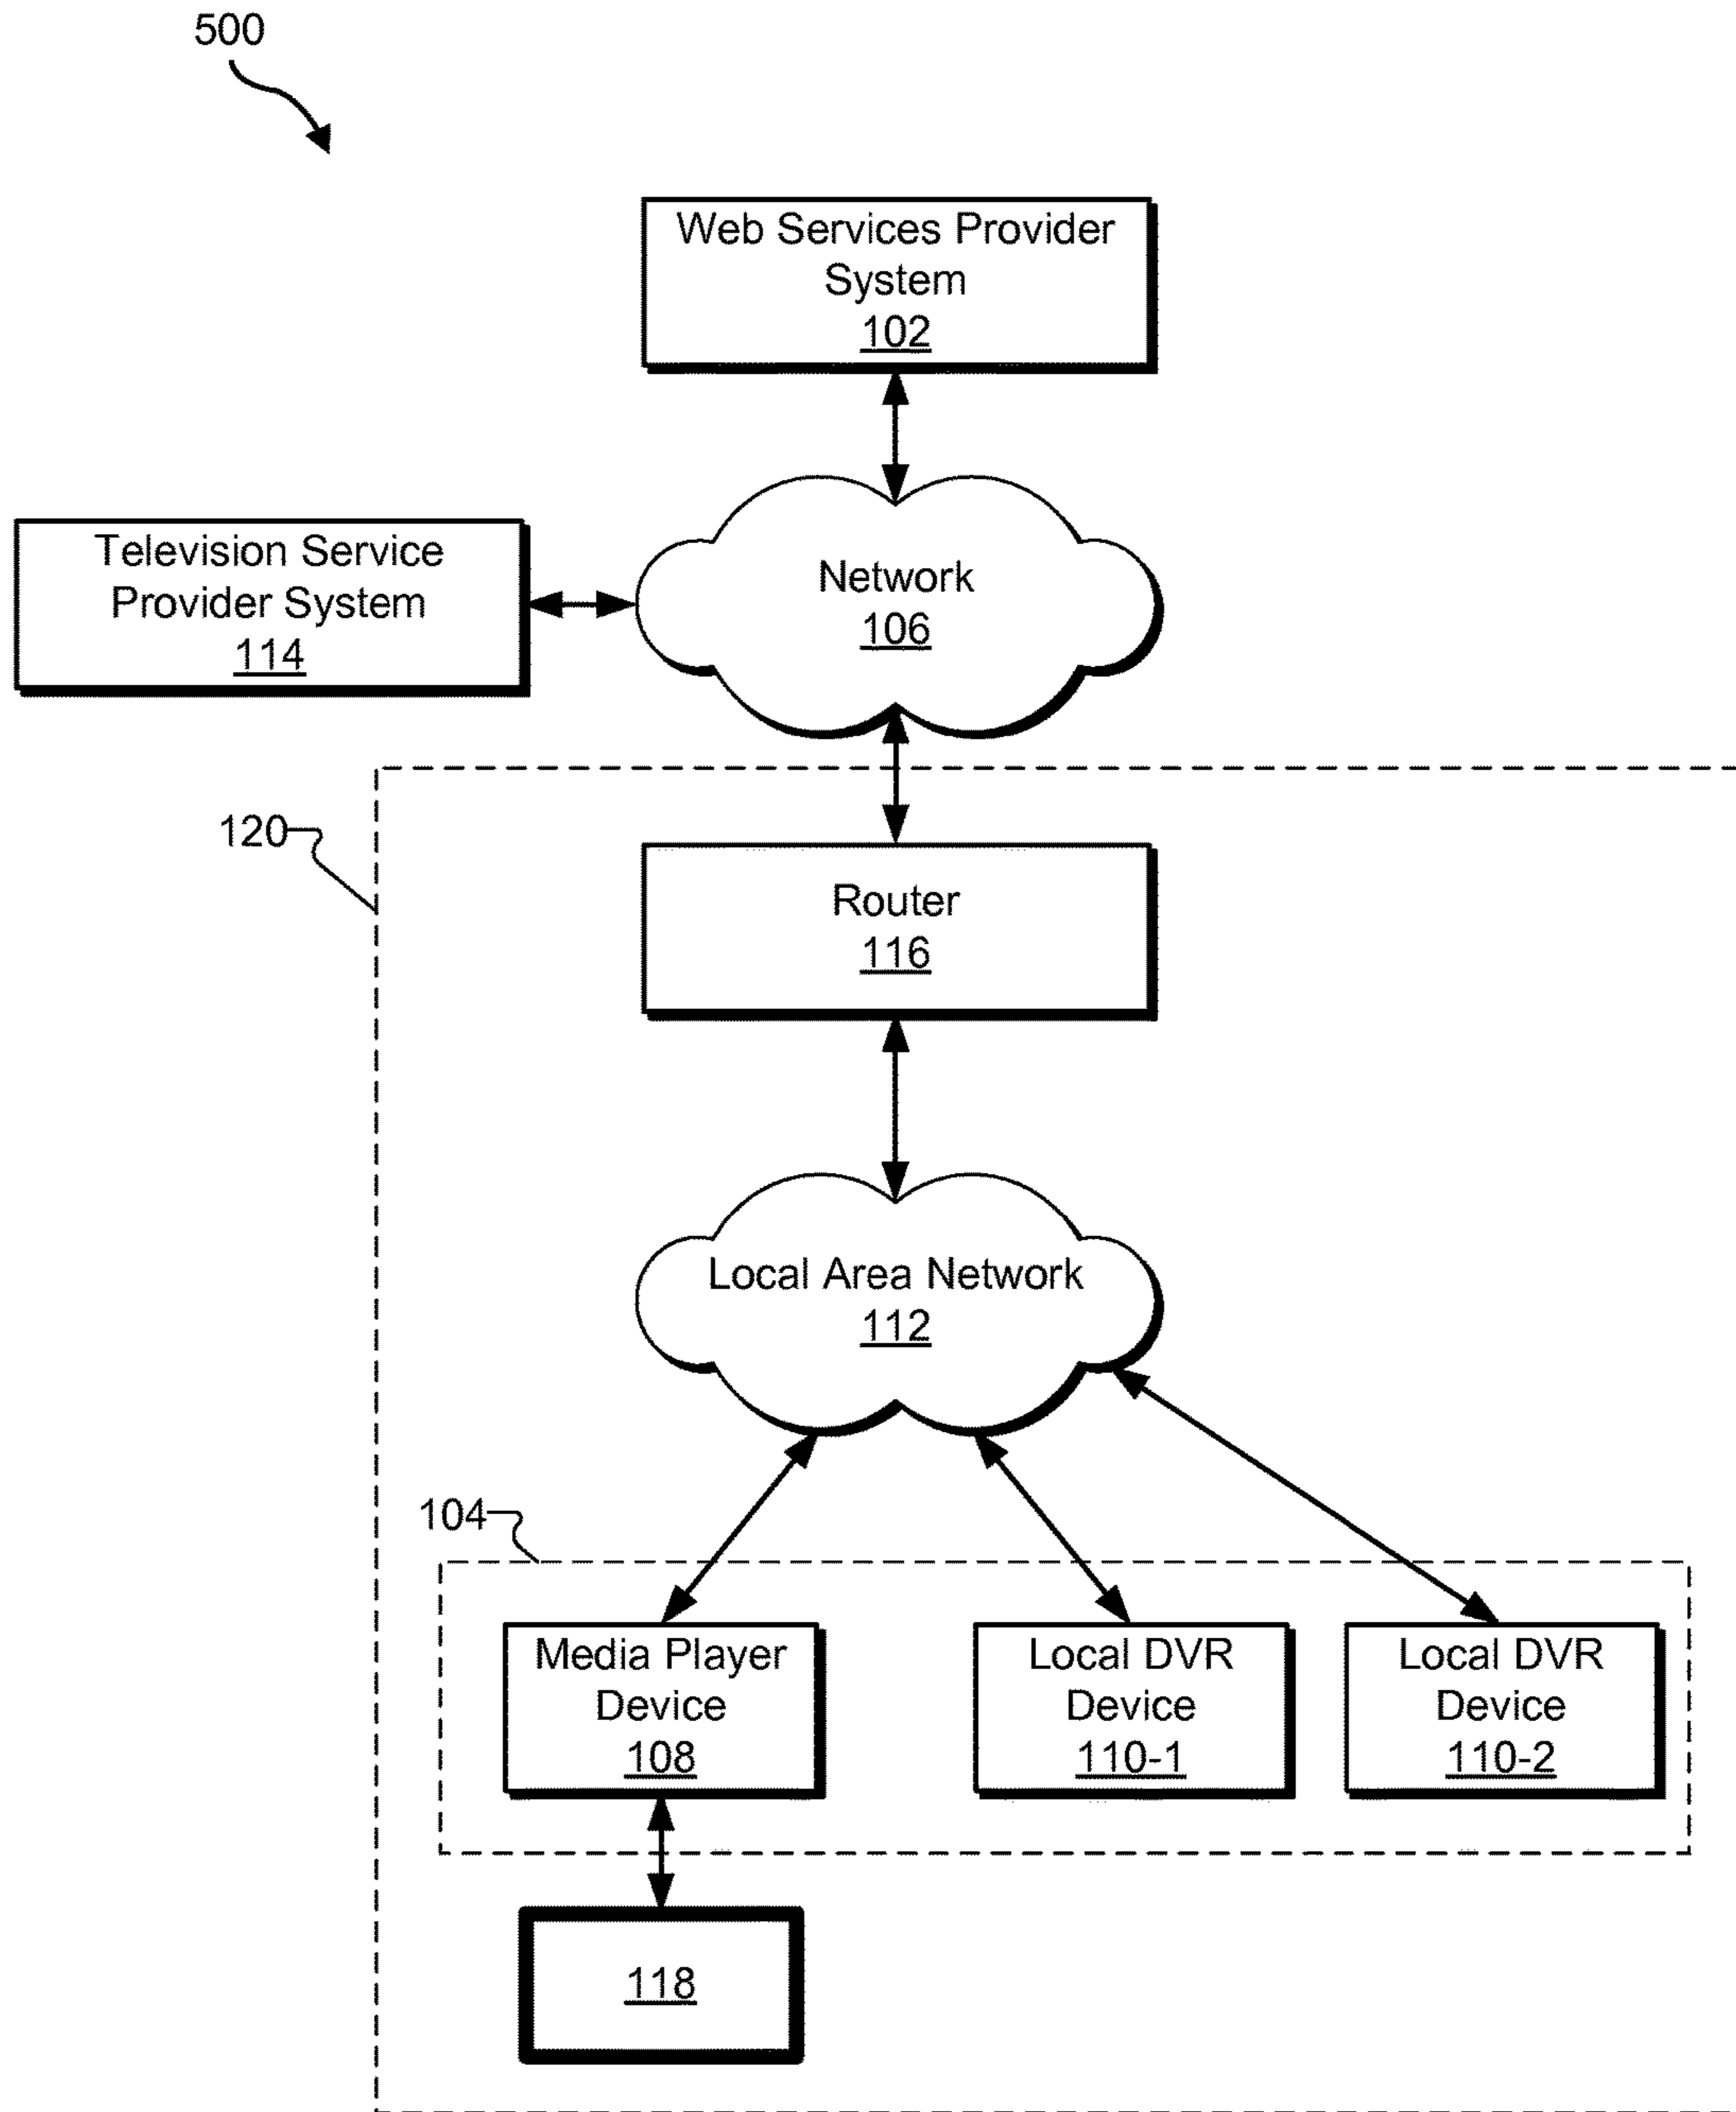 500
Web Services Provider
System
102
Television Service
Provider System
114
Network
106
120
Router
116
Local Area Network
112
104
Media Player
Device
108
Local DVR
Device
110-1
Local DVR
Device
110-2
118